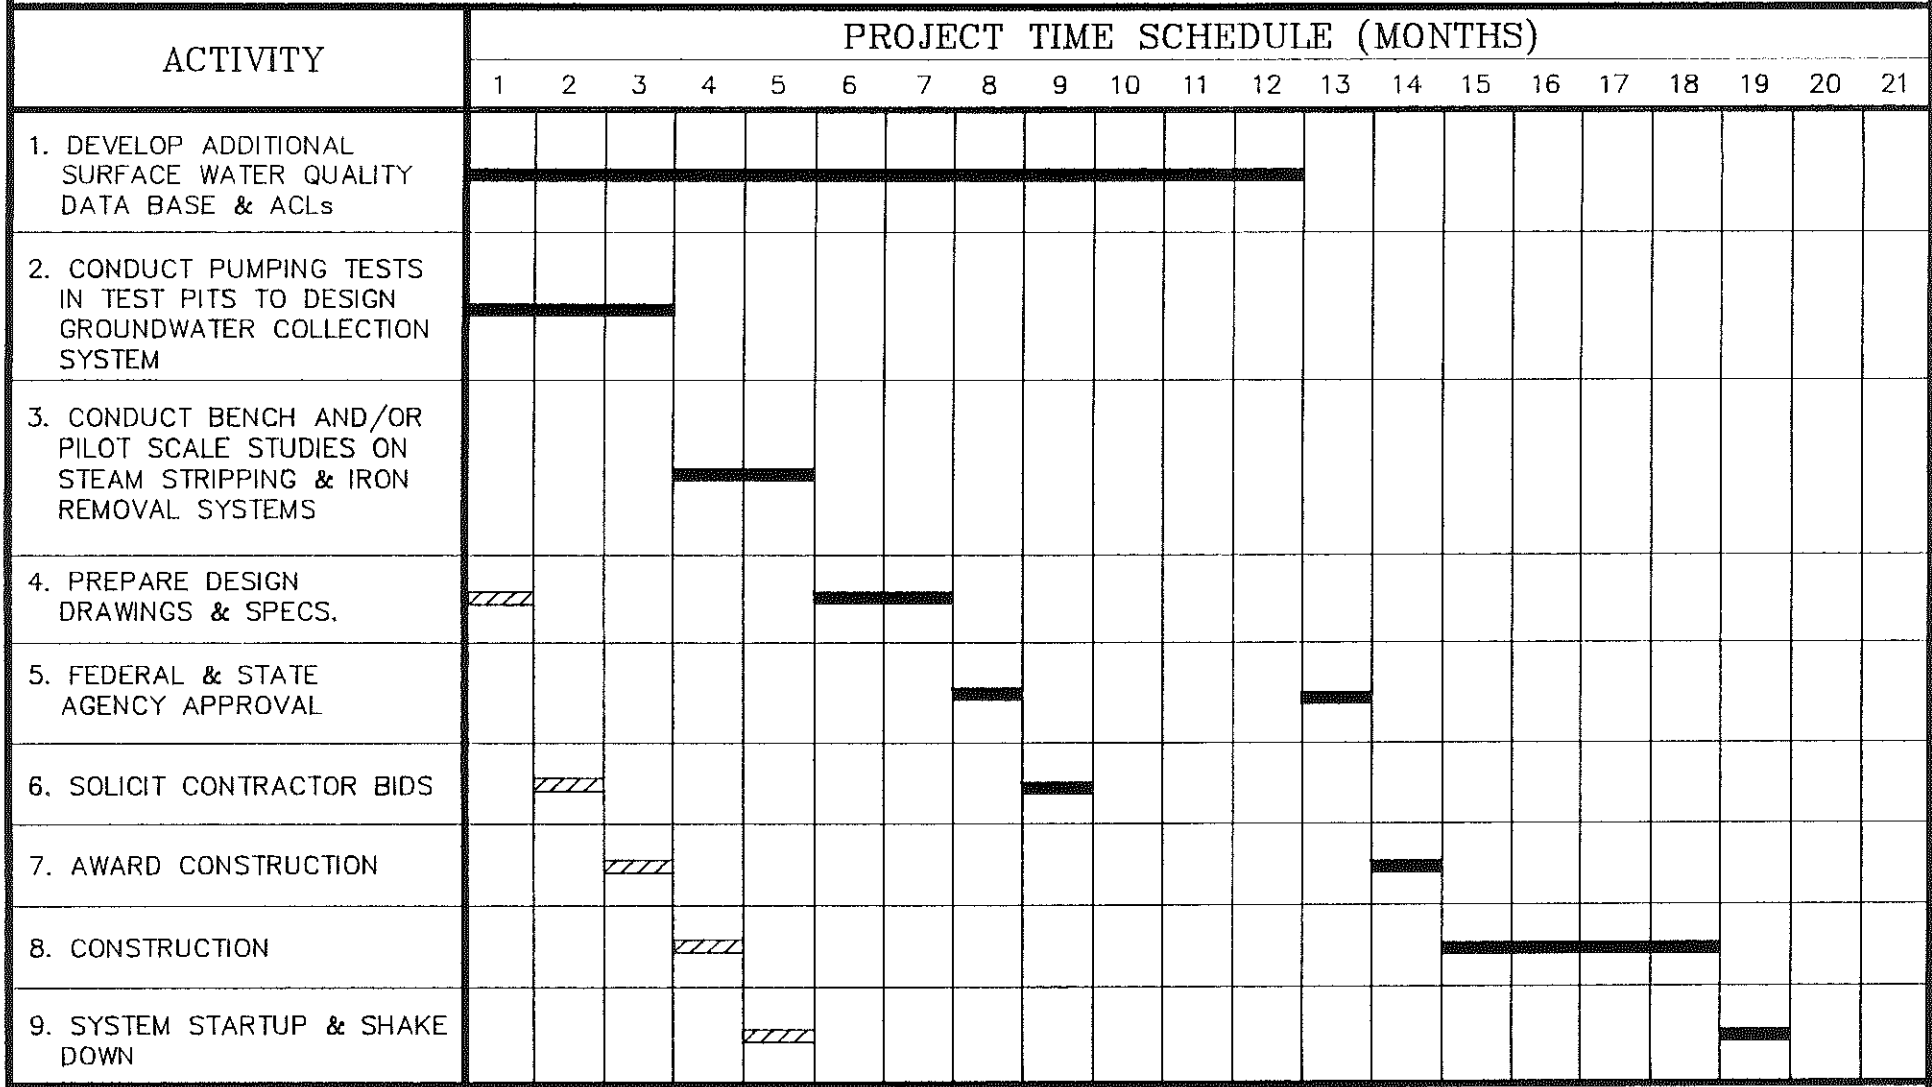 ACTIVITY
PROJECT TIME SCHEDULE (MONTHS)
1 2 3 4 5 6 7 8 9 10 11 12 13 14 15 16 17 18 19 20 21
1. DEVELOP ADDITIONAL
SURFACE WATER QUALITY
DATA BASE & ACLs
2. CONDUCT PUMPING TESTS
IN TEST PITS TO DESIGN
GROUNDWATER COLLECTION
SYSTEM
3. CONDUCT BENCH AND/OR
PILOT SCALE STUDIES ON
STEAM STRIPPING & IRON
REMOVAL SYSTEMS
4. PREPARE DESIGN
DRAWINGS & SPECS.
5. FEDERAL & STATE
AGENCY APPROVAL
6. SOLICIT CONTRACTOR BIDS
7. AWARD CONSTRUCTION
8. CONSTRUCTION
9. SYSTEM STARTUP & SHAKE
DOWN